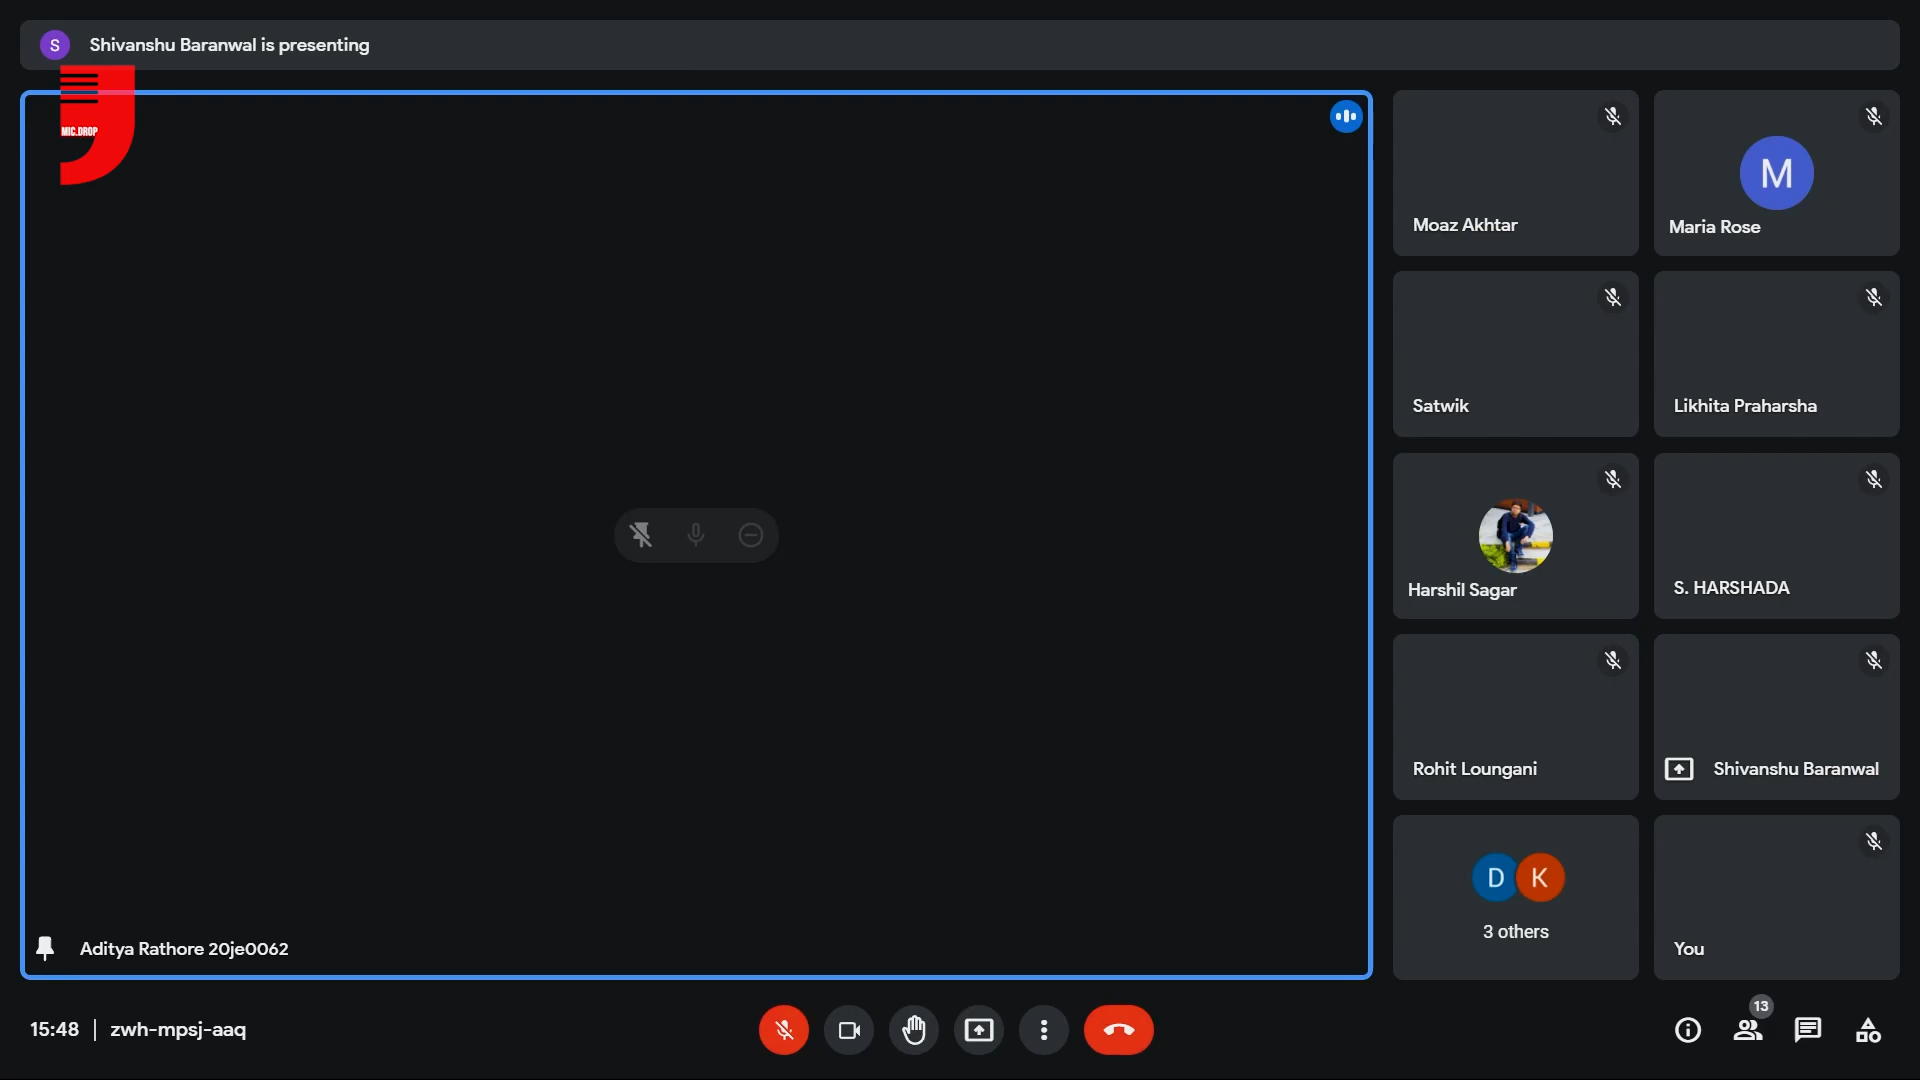 S Shivanshu Baranwal is presenting
MIC.DROP
Moaz Akhtar
M
Maria Rose
Satwik
Likhita Praharsha
Harshil Sagar
S. HARSHADA
Rohit Loungani
Shivanshu Baranwal
D K
3 others
You
Aditya Rathore 20je0062
15:48 | zwh-mpsj-aaq
13